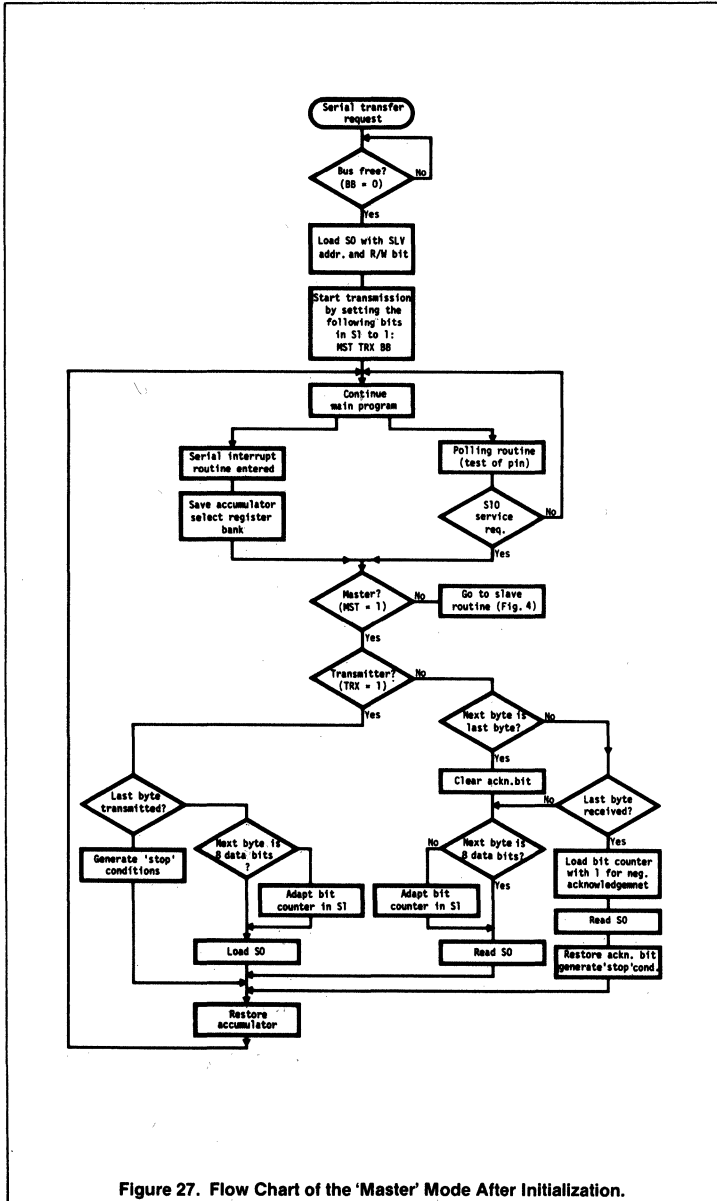 Serial transfer
request
Bus free?
(BB = 0)
No
Yes
Load S0 with SLV
addr. and R/W bit
Start transmission
by setting the
following bits
in S1 to 1:
MST TRX BB
Continue
main program
Serial interrupt
routine entered
Polling routine
(test of pin)
Save accumulator
select register
bank
S10
service
req.
No
Yes
Master?
(MST = 1)
No
Go to slave
routine (Fig. 4)
Yes
Transmitter?
(TRX = 1)
No
Yes
Next byte is
last byte?
No
Yes
Clear ackn.bit
Last byte
transmitted?
No
Last byte
received?
Yes
Generate 'stop'
conditions
Next byte is
8 data bits
?
No
Next byte is
8 data bits?
Yes
Load bit counter
with 1 for neg.
acknowledgemnet
Adapt bit
counter in S1
Adapt bit
counter in S1
Read S0
Load S0
Read S0
Restore ackn. bit
generate'stop'cond.
Restore
accumulator
Figure 27. Flow Chart of the 'Master' Mode After Initialization.